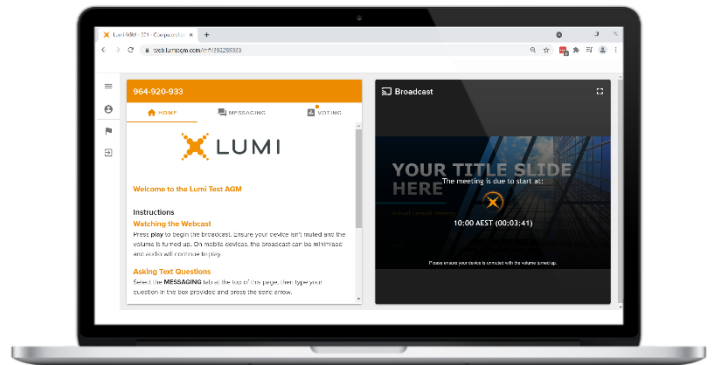 964-920-933
HOME
MESSAGING
VOTING
LUMI
Welcome to the Lumi Test AGM
Instructions
Watching the Webcast
Press play to begin the broadcast. Ensure your device isn't muted and the
volume is turned up. On mobile devices, the broadcast can be minimised
and audio will continue to play.
Asking Text Questions
Select the MESSAGING tab at the top of this page, then type your
question in the box provided and press the send arrow.
Broadcast
YOUR TITLE SLIDE
HERE
The meeting is due to start at:
10:00 AEST (00:03:41)
Please ensure your device is unmuted with the volume turned up.